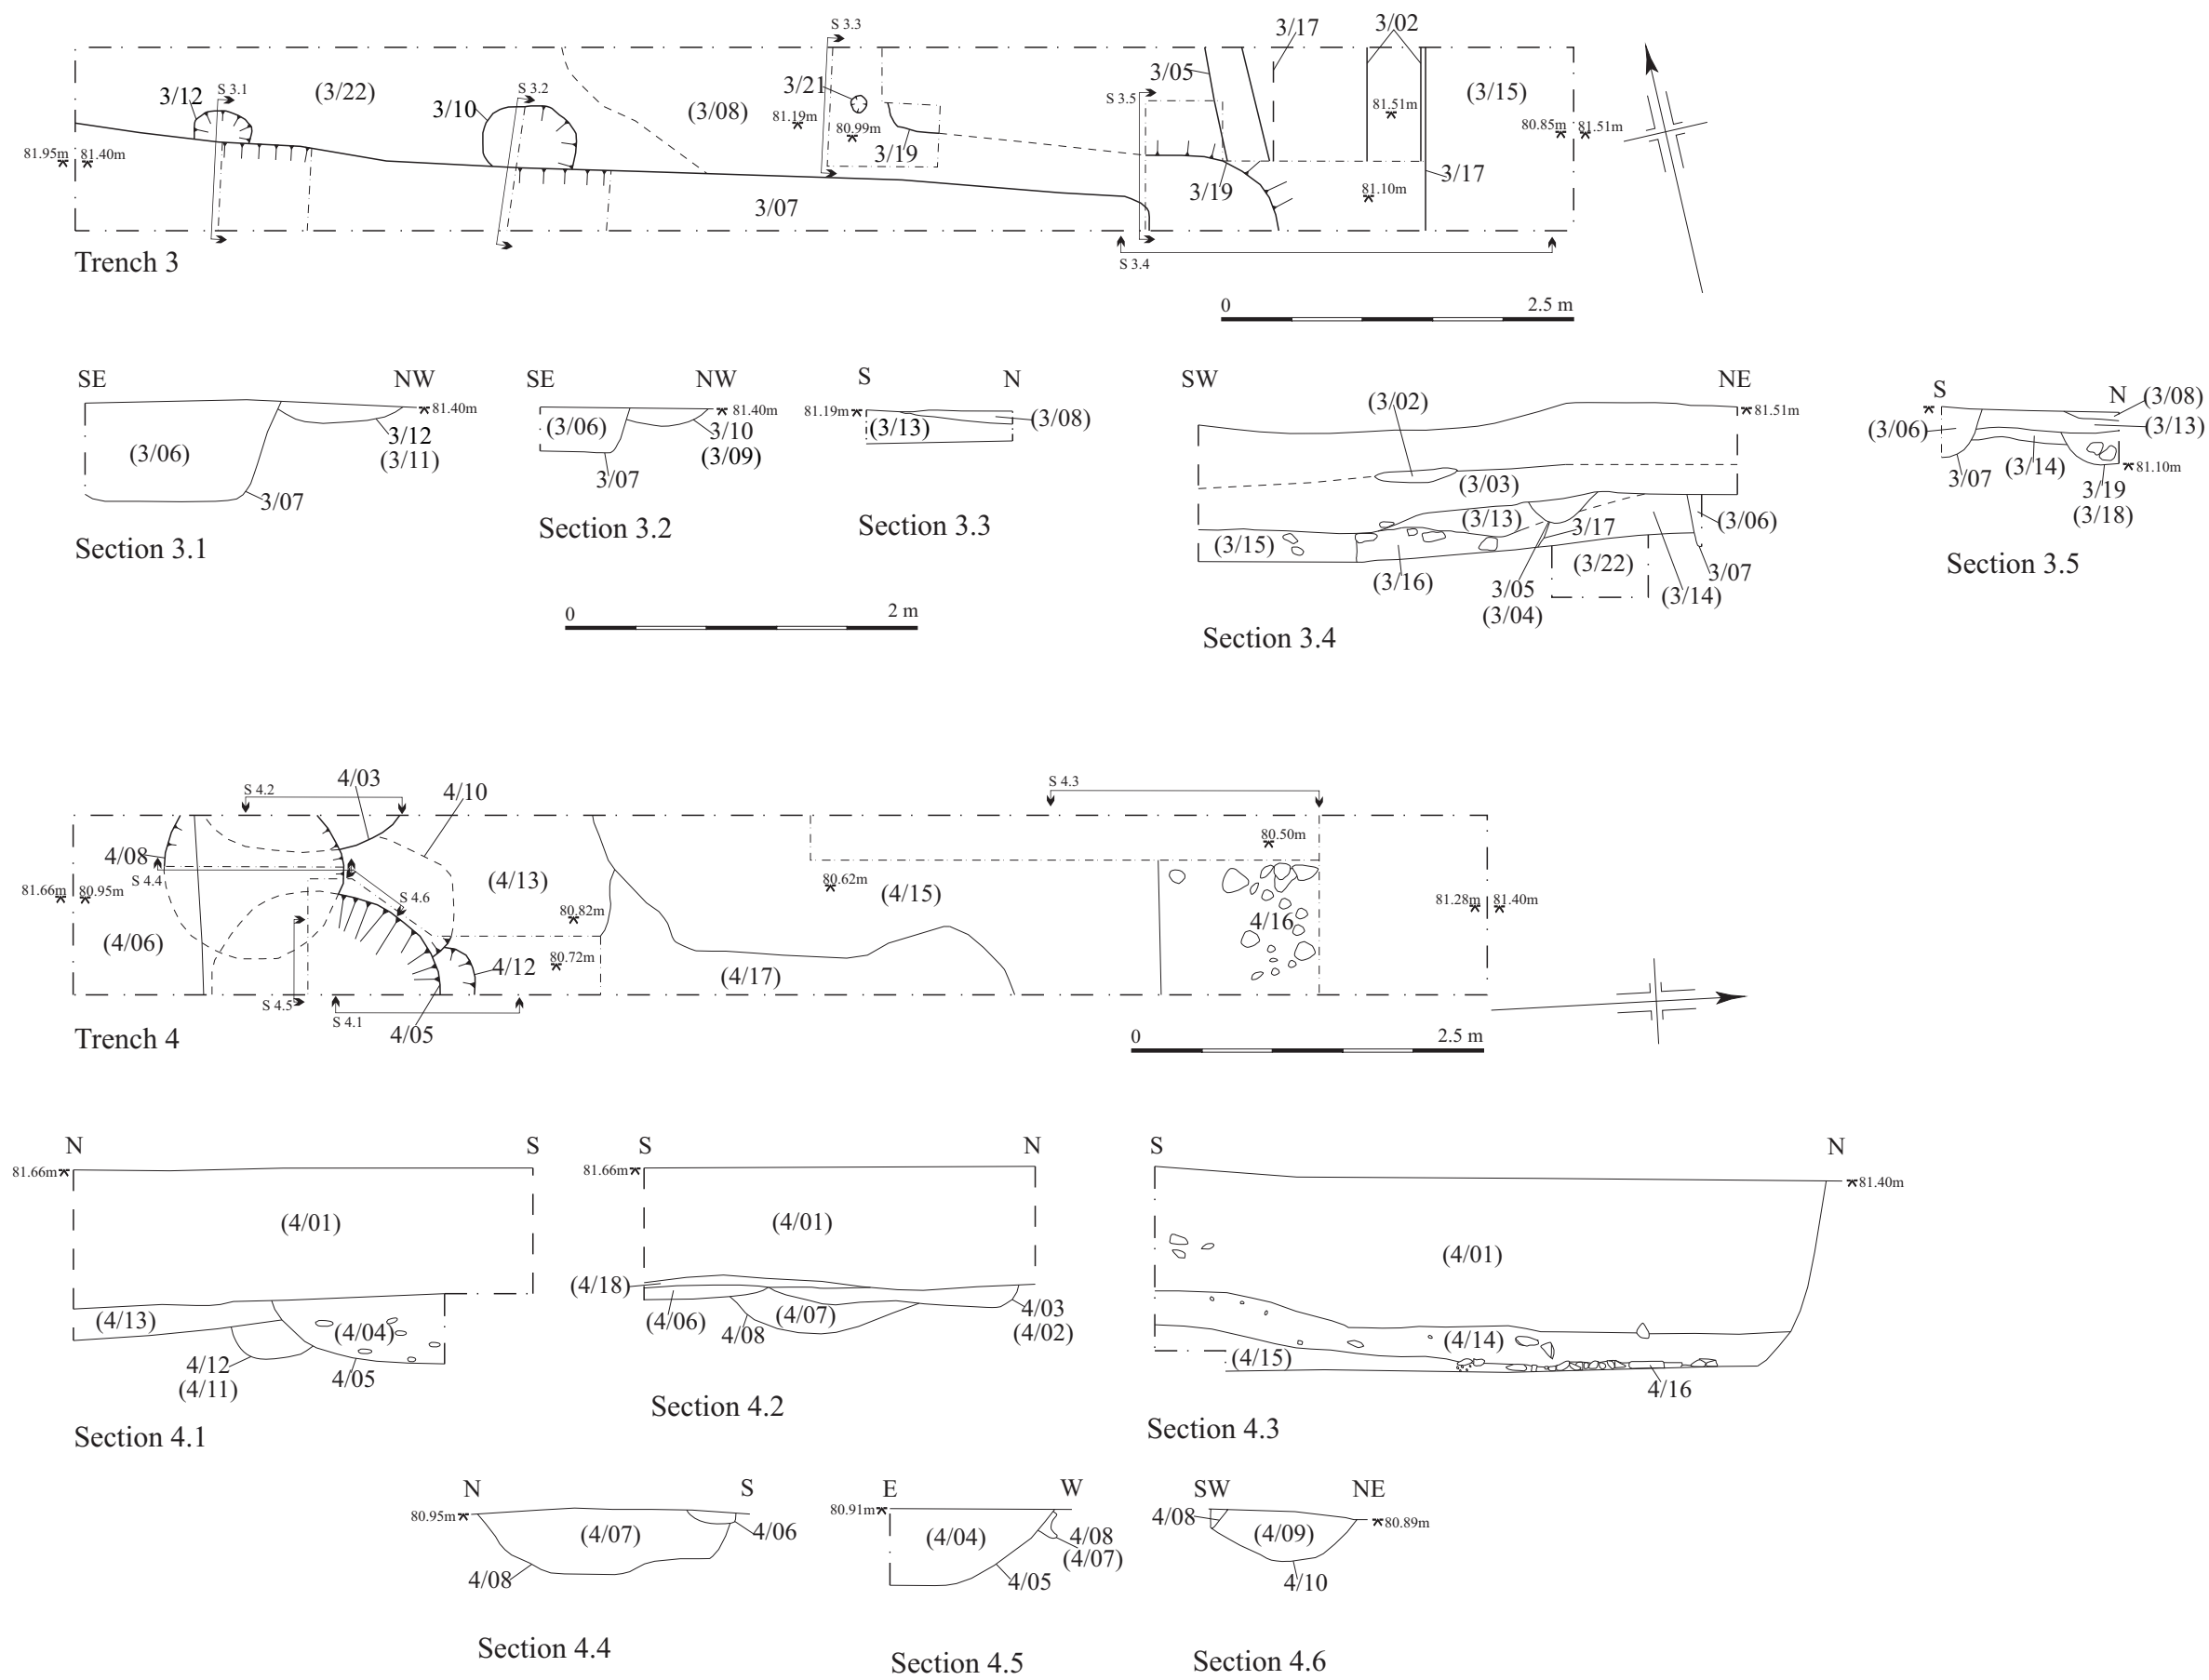 S 3.3
3/17
3/02
3/12
S 3.1
(3/22)
3/10
S 3.2
(3/08)
3/21
81.19m
80.99m
3/19
3/05
S 3.5
81.51m
(3/15)
80.85m
81.51m
81.95m
81.40m
3/07
3/19
81.10m
3/17
S 3.4
Trench 3
0 2.5 m
SE NW
81.40m
(3/06)
3/12
(3/11)
3/07
Section 3.1
SE NW
81.40m
(3/06)
3/10
(3/09)
3/07
Section 3.2
S N
81.19m
(3/13)
(3/08)
Section 3.3
SW NE
(3/02)
81.51m
(3/03)
(3/13)
3/17
(3/06)
(3/15)
(3/16)
(3/22)
3/07
3/05
(3/04)
(3/14)
Section 3.4
S N
(3/08)
(3/06)
(3/13)
81.10m
3/07
(3/14)
3/19
(3/18)
Section 3.5
0 2 m
S 4.2
4/03
4/10
S 4.3
4/08
S 4.4
81.66m
80.95m
(4/06)
S 4.6
(4/13)
80.82m
80.62m
(4/15)
80.50m
4/16
81.28m
81.40m
4/12
80.72m
(4/17)
S 4.5
S 4.1
4/05
Trench 4
0 2.5 m
N S
81.66m
(4/01)
(4/13)
(4/04)
4/12
(4/11)
4/05
Section 4.1
S N
81.66m
(4/01)
(4/18)
(4/06)
4/08
(4/07)
4/03
(4/02)
Section 4.2
S N
81.40m
(4/01)
(4/14)
(4/15)
4/16
Section 4.3
N S
80.95m
(4/07)
4/06
4/08
Section 4.4
E W
80.91m
(4/04)
4/08
(4/07)
4/05
Section 4.5
SW NE
4/08
(4/09)
80.89m
4/10
Section 4.6